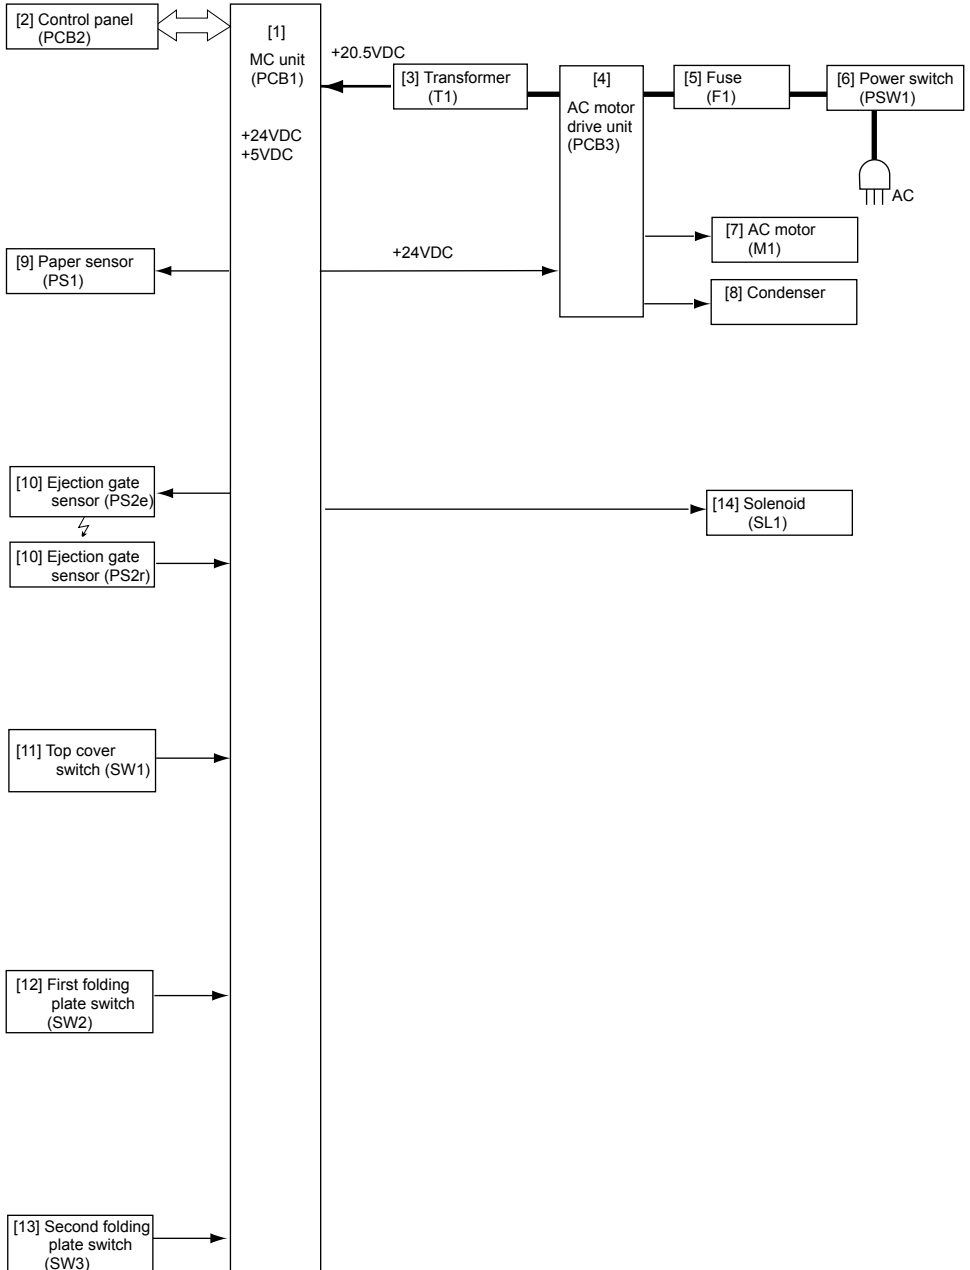 [2] Control panel
(PCB2)
[1]
MC unit
(PCB1)
+24VDC
+5VDC
+20.5VDC
[3] Transformer
(T1)
[4]
AC motor
drive unit
(PCB3)
[5] Fuse
(F1)
[6] Power switch
(PSW1)
AC
[7] AC motor
(M1)
[8] Condenser
[9] Paper sensor
(PS1)
+24VDC
[10] Ejection gate
sensor (PS2e)
[10] Ejection gate
sensor (PS2r)
[14] Solenoid
(SL1)
[11] Top cover
switch (SW1)
[12] First folding
plate switch
(SW2)
[13] Second folding
plate switch
(SW3)